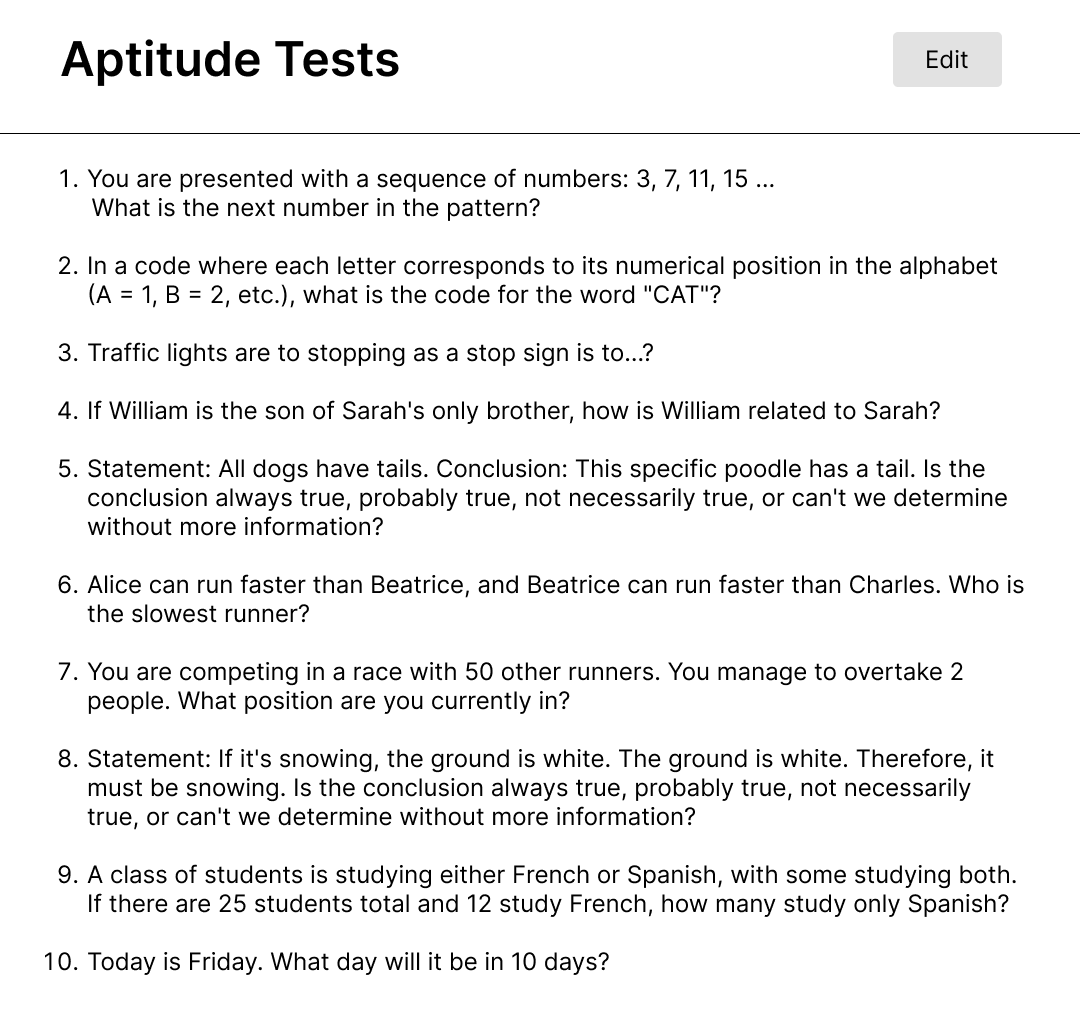 Aptitude Tests
Edit
1. You are presented with a sequence of numbers: 3, 7, 11, 15 ...
What is the next number in the pattern?
2. In a code where each letter corresponds to its numerical position in the alphabet
(A = 1, B = 2, etc.), what is the code for the word "CAT"?
3. Traffic lights are to stopping as a stop sign is to...?
4. If William is the son of Sarah's only brother, how is William related to Sarah?
5. Statement: All dogs have tails. Conclusion: This specific poodle has a tail. Is the
conclusion always true, probably true, not necessarily true, or can't we determine
without more information?
6. Alice can run faster than Beatrice, and Beatrice can run faster than Charles. Who is
the slowest runner?
7. You are competing in a race with 50 other runners. You manage to overtake 2
people. What position are you currently in?
8. Statement: If it's snowing, the ground is white. The ground is white. Therefore, it
must be snowing. Is the conclusion always true, probably true, not necessarily
true, or can't we determine without more information?
9. A class of students is studying either French or Spanish, with some studying both.
If there are 25 students total and 12 study French, how many study only Spanish?
10. Today is Friday. What day will it be in 10 days?